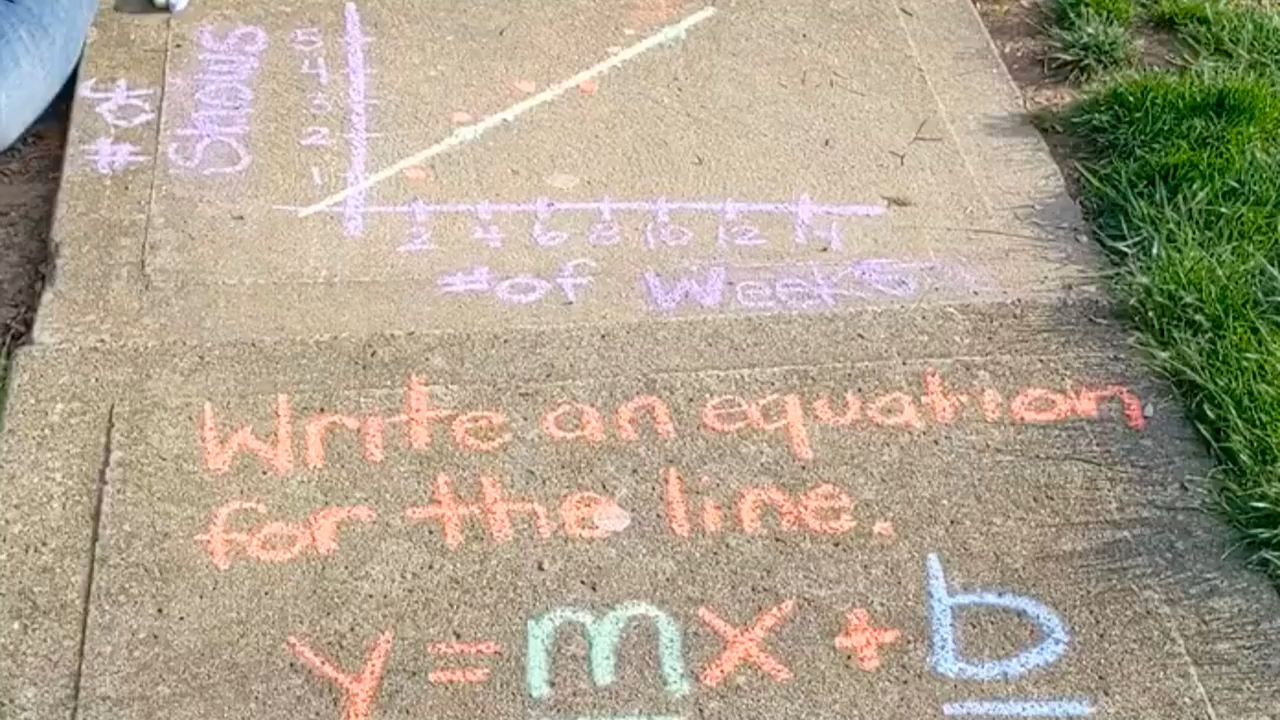 # of
Shows
5
4
3
2
1
2 4 6 8 10 12 14
# of Weeks
Write an equation
for the line.
y = mx + b